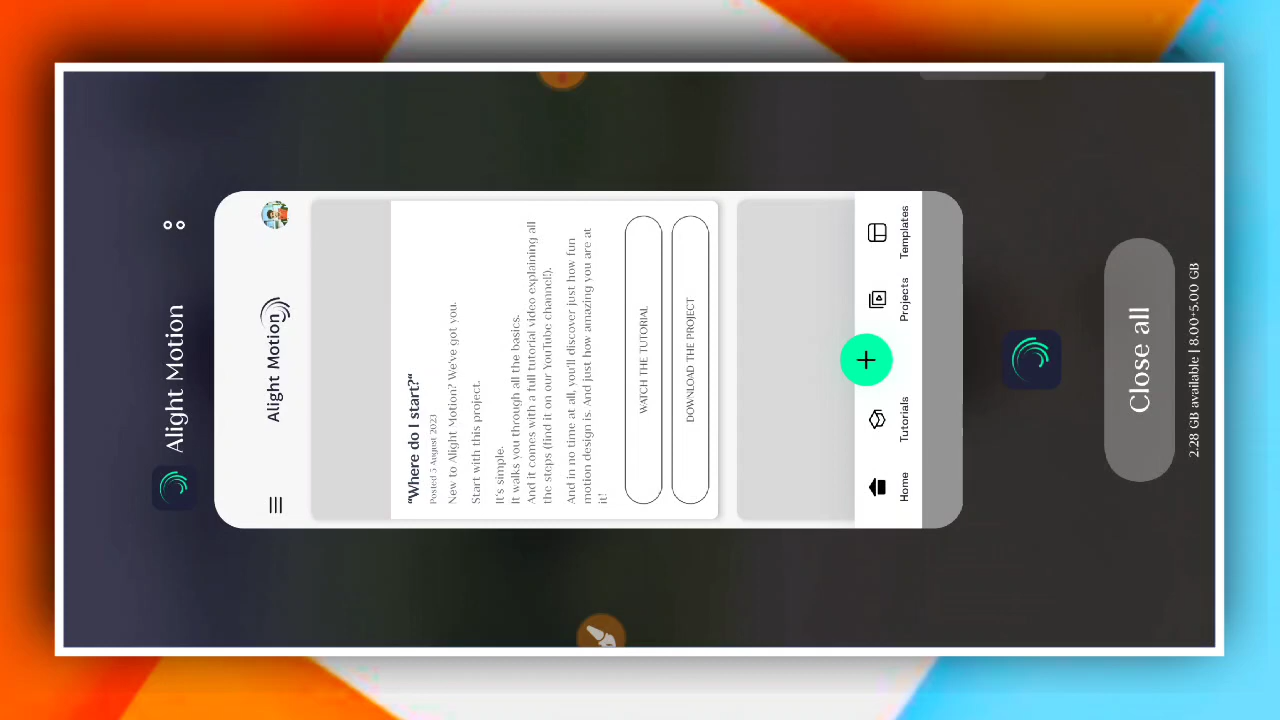 Alight Motion
Alight Motion
"Where do I start?"
Posted 5 August 2023
New to Alight Motion? We've got you.
Start with this project.
It's simple.
It walks you through all the basics.
And it comes with a full tutorial video explaining all
the steps (find it on our YouTube channel!).
And in no time at all, you'll discover just how fun
motion design is. And just how amazing you are at
it!
WATCH THE TUTORIAL
DOWNLOAD THE PROJECT
Home
Tutorials
Projects
Templates
Close all
2.28 GB available | 8.00+5.00 GB